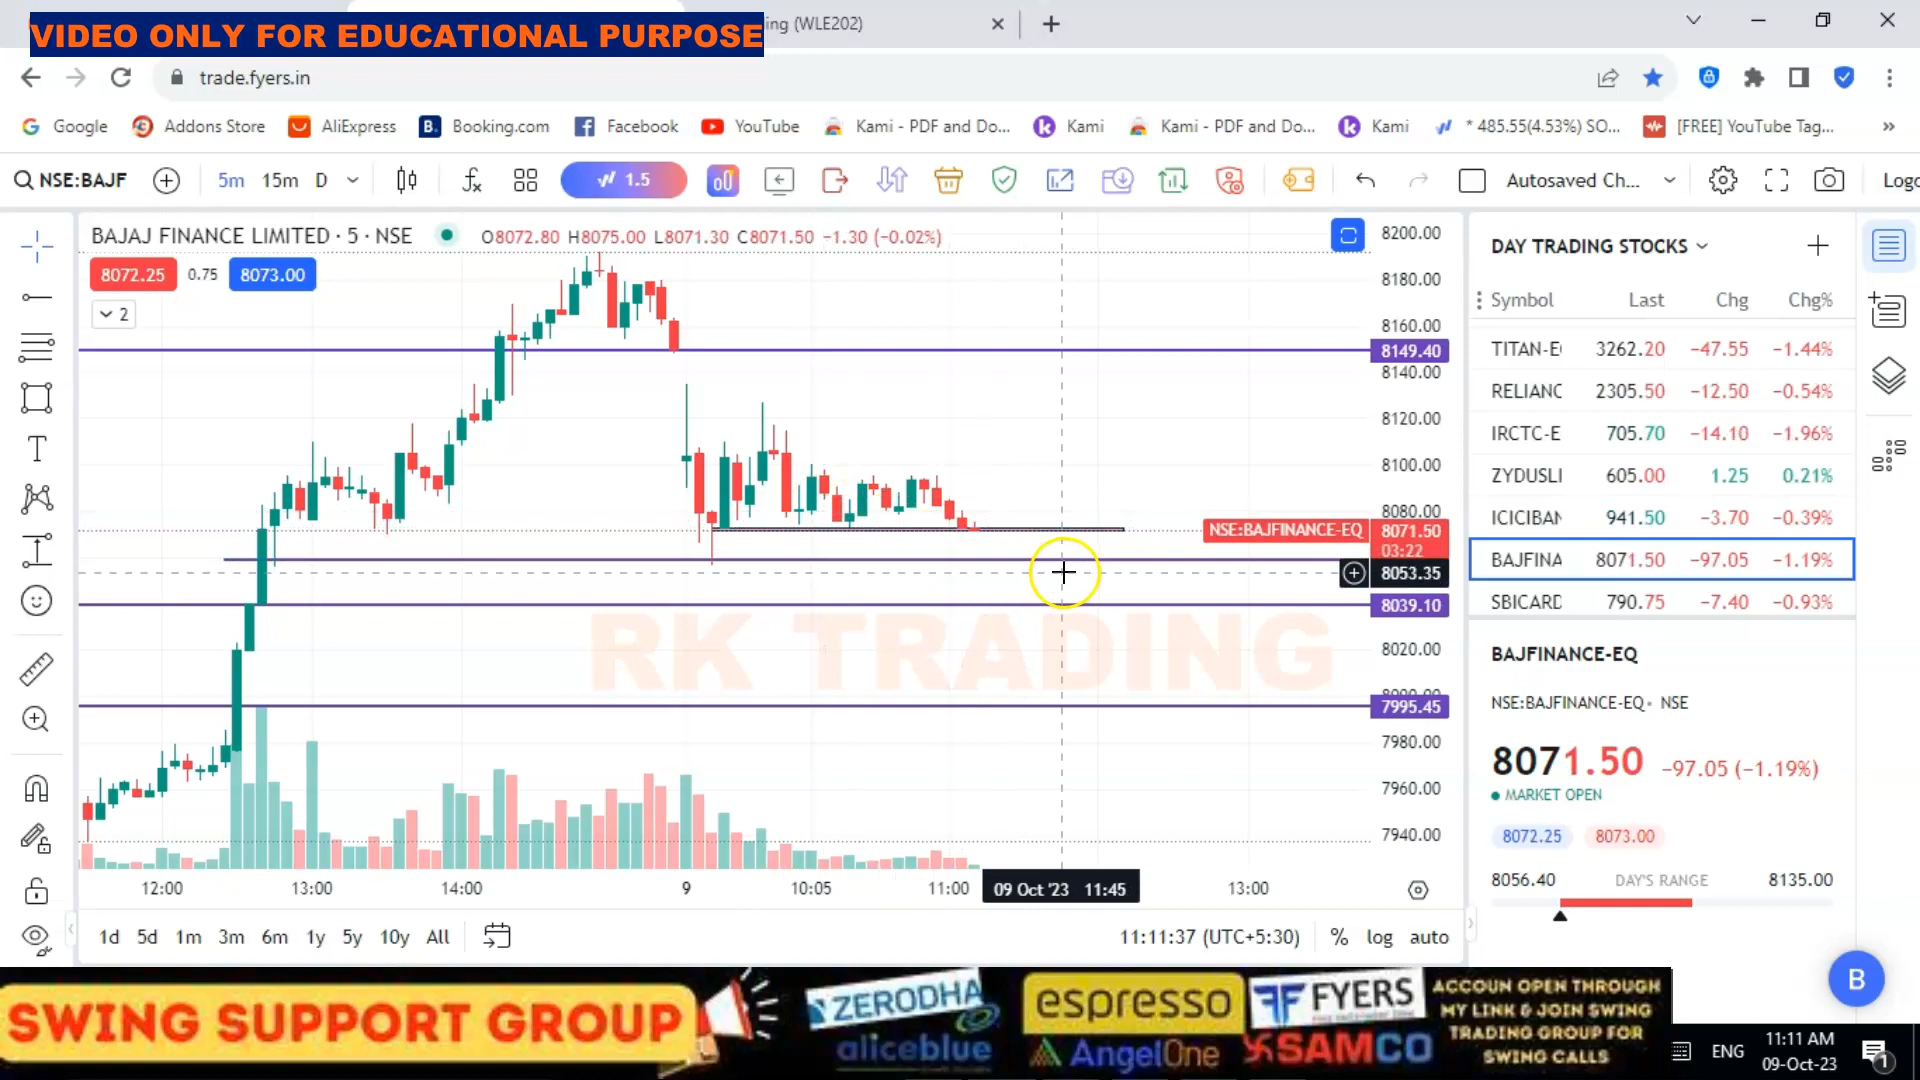 VIDEO ONLY FOR EDUCATIONAL PURPOSE
ing (WLE202)
trade.fyers.in
Google Addons Store AliExpress Booking.com Facebook YouTube Kami - PDF and Do... Kami Kami - PDF and Do... Kami * 485.55(4.53%) SO... [FREE] YouTube Tag...
NSE:BAJF 5m 15m D 1.5 Autosaved Ch... Logo
BAJAJ FINANCE LIMITED · 5 · NSE O8072.80 H8075.00 L8071.30 C8071.50 −1.30 (−0.02%)
8072.25 0.75 8073.00
2
8200.00
8180.00
8160.00
8149.40
8140.00
8120.00
8100.00
8080.00
NSE:BAJFINANCE-EQ 8071.50
03:22
8053.35
8039.10
8020.00
8000.00
7995.45
7980.00
7960.00
7940.00
RK TRADING
12:00 13:00 14:00 9 10:05 11:00 09 Oct '23 11:45 13:00
1d 5d 1m 3m 6m 1y 5y 10y All 11:11:37 (UTC+5:30) % log auto
DAY TRADING STOCKS
Symbol Last Chg Chg%
TITAN-E 3262.20 −47.55 −1.44%
RELIANC 2305.50 −12.50 −0.54%
IRCTC-E 705.70 −14.10 −1.96%
ZYDUSLI 605.00 1.25 0.21%
ICICIBAN 941.50 −3.70 −0.39%
BAJFINA 8071.50 −97.05 −1.19%
SBICARD 790.75 −7.40 −0.93%
BAJFINANCE-EQ
NSE:BAJFINANCE-EQ • NSE
8071.50 −97.05 (−1.19%)
MARKET OPEN
8072.25 8073.00
8056.40 DAY'S RANGE 8135.00
B
SWING SUPPORT GROUP
ZERODHA
aliceblue
espresso
AngelOne
FYERS
SAMCO
ACCOUN OPEN THROUGH
MY LINK & JOIN SWING
TRADING GROUP FOR
SWING CALLS
ENG
11:11 AM
09-Oct-23
1